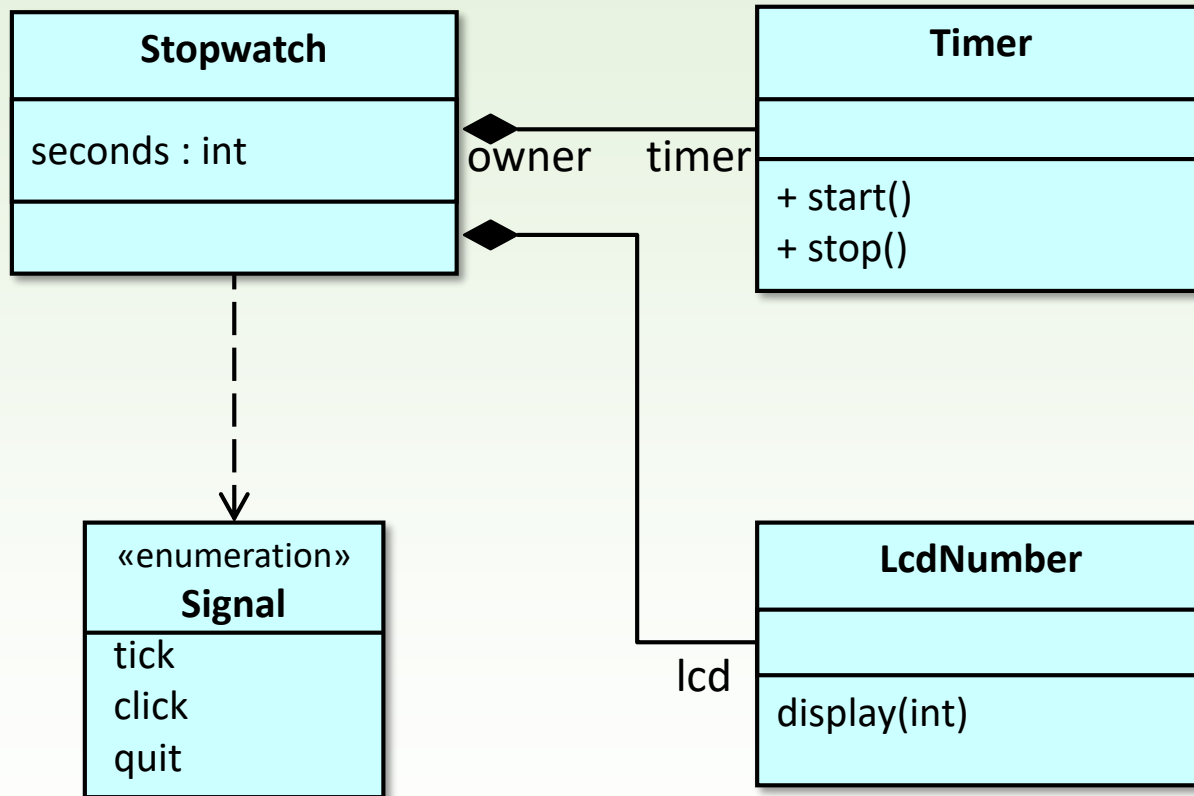 Stopwatch
seconds : int
owner
timer
Timer
+ start()
+ stop()
«enumeration»
Signal
tick
click
quit
lcd
LcdNumber
display(int)